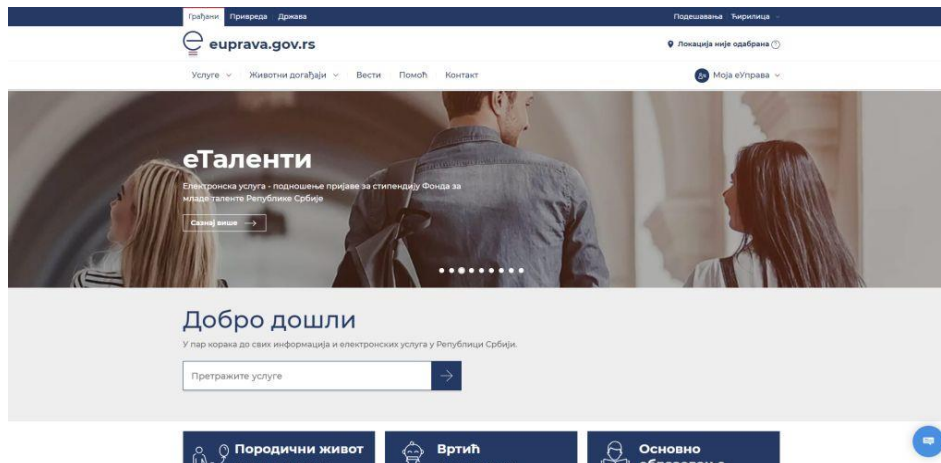 Грађани Привреда Држава
Подешавања Ћирилица
euprava.gov.rs
Локација није одабрана ?
Услуге Животни догађаји Вести Помоћ Контакт
Моја еУправа
еТаленти
Електронска услуга - подношење пријаве за стипендију Фонда за
младе таленте Републике Србије
Сазнај више
Добро дошли
У пар корака до свих информација и електронских услуга у Републици Србији.
Претражите услуге
Породични живот
Вртић
Основно
образовање